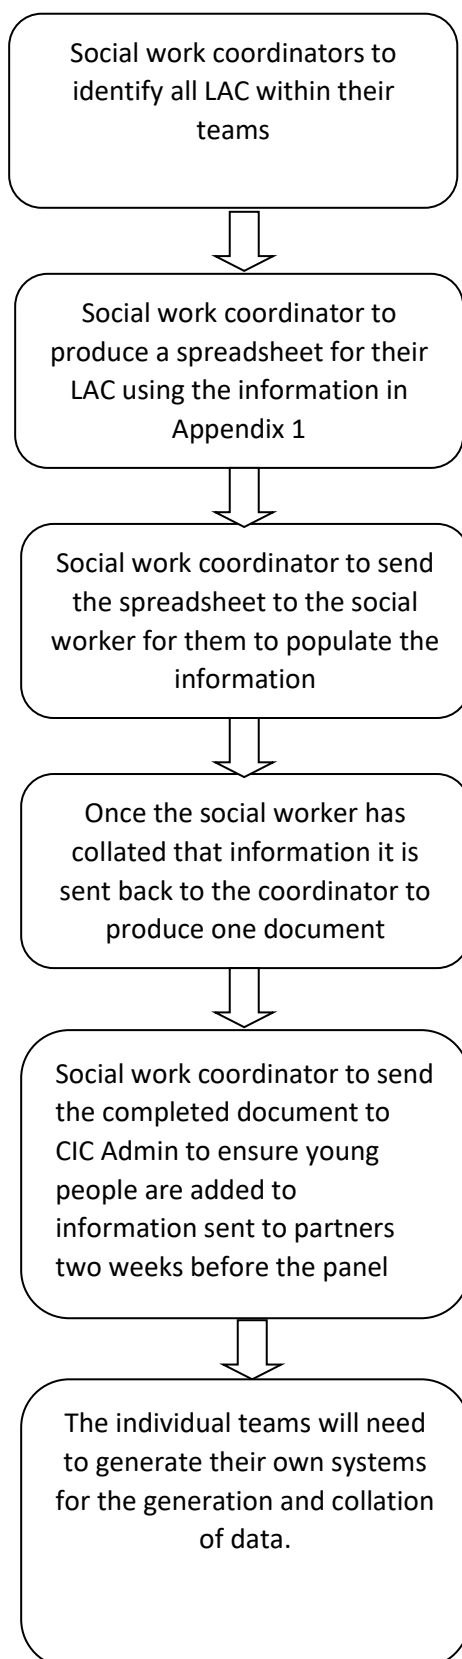 Social work coordinators to
identify all LAC within their
teams
Social work coordinator to
produce a spreadsheet for their
LAC using the information in
Appendix 1
Social work coordinator to send
the spreadsheet to the social
worker for them to populate the
information
Once the social worker has
collated that information it is
sent back to the coordinator to
produce one document
Social work coordinator to send
the completed document to
CIC Admin to ensure young
people are added to
information sent to partners
two weeks before the panel
The individual teams will need
to generate their own systems
for the generation and collation
of data.